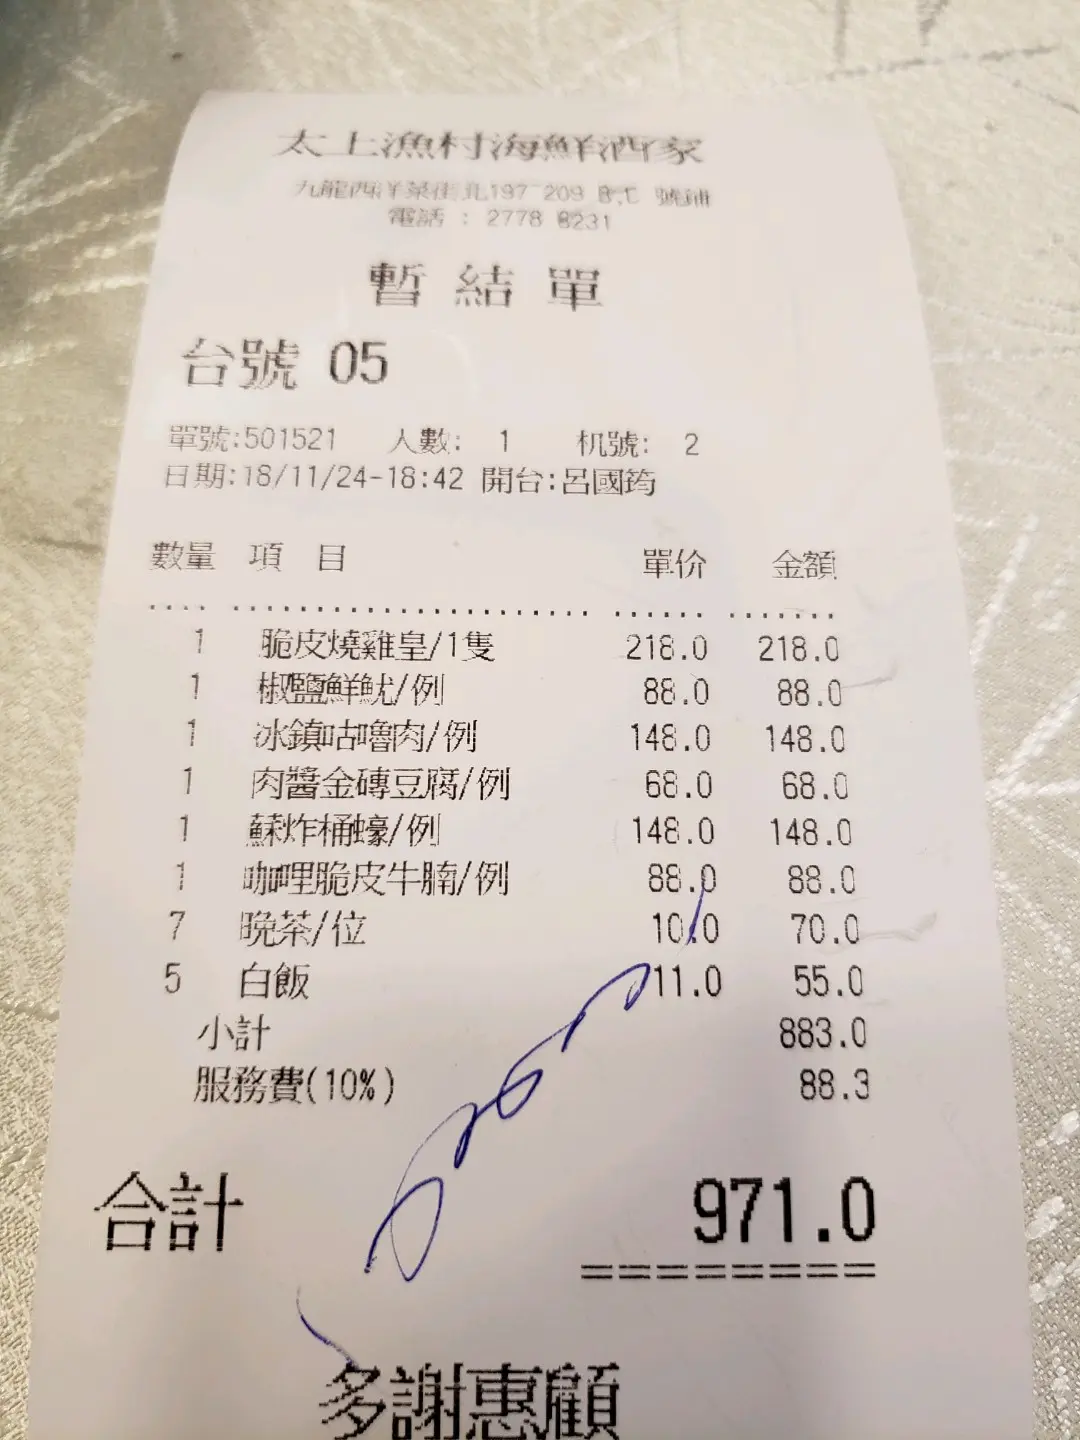 太上漁村海鮮酒家
九龍西洋菜街北197-209 B,C 號鋪
電話 : 2778 8231
暫結單
台號 05
單號:501521 人數: 1 机號: 2
日期:18/11/24-18:42 開台:呂國筠
數量 項目 單价 金額
1 脆皮燒雞皇/1隻 218.0 218.0
1 椒鹽鮮魷/例 88.0 88.0
1 冰鎮咕嚕肉/例 148.0 148.0
1 肉醬金磚豆腐/例 68.0 68.0
1 蘇炸桶蠔/例 148.0 148.0
1 咖哩脆皮牛腩/例 88.0 88.0
7 晚茶/位 10.0 70.0
5 白飯 11.0 55.0
小計 883.0
服務費(10%) 88.3
合計 971.0
========
多謝惠顧